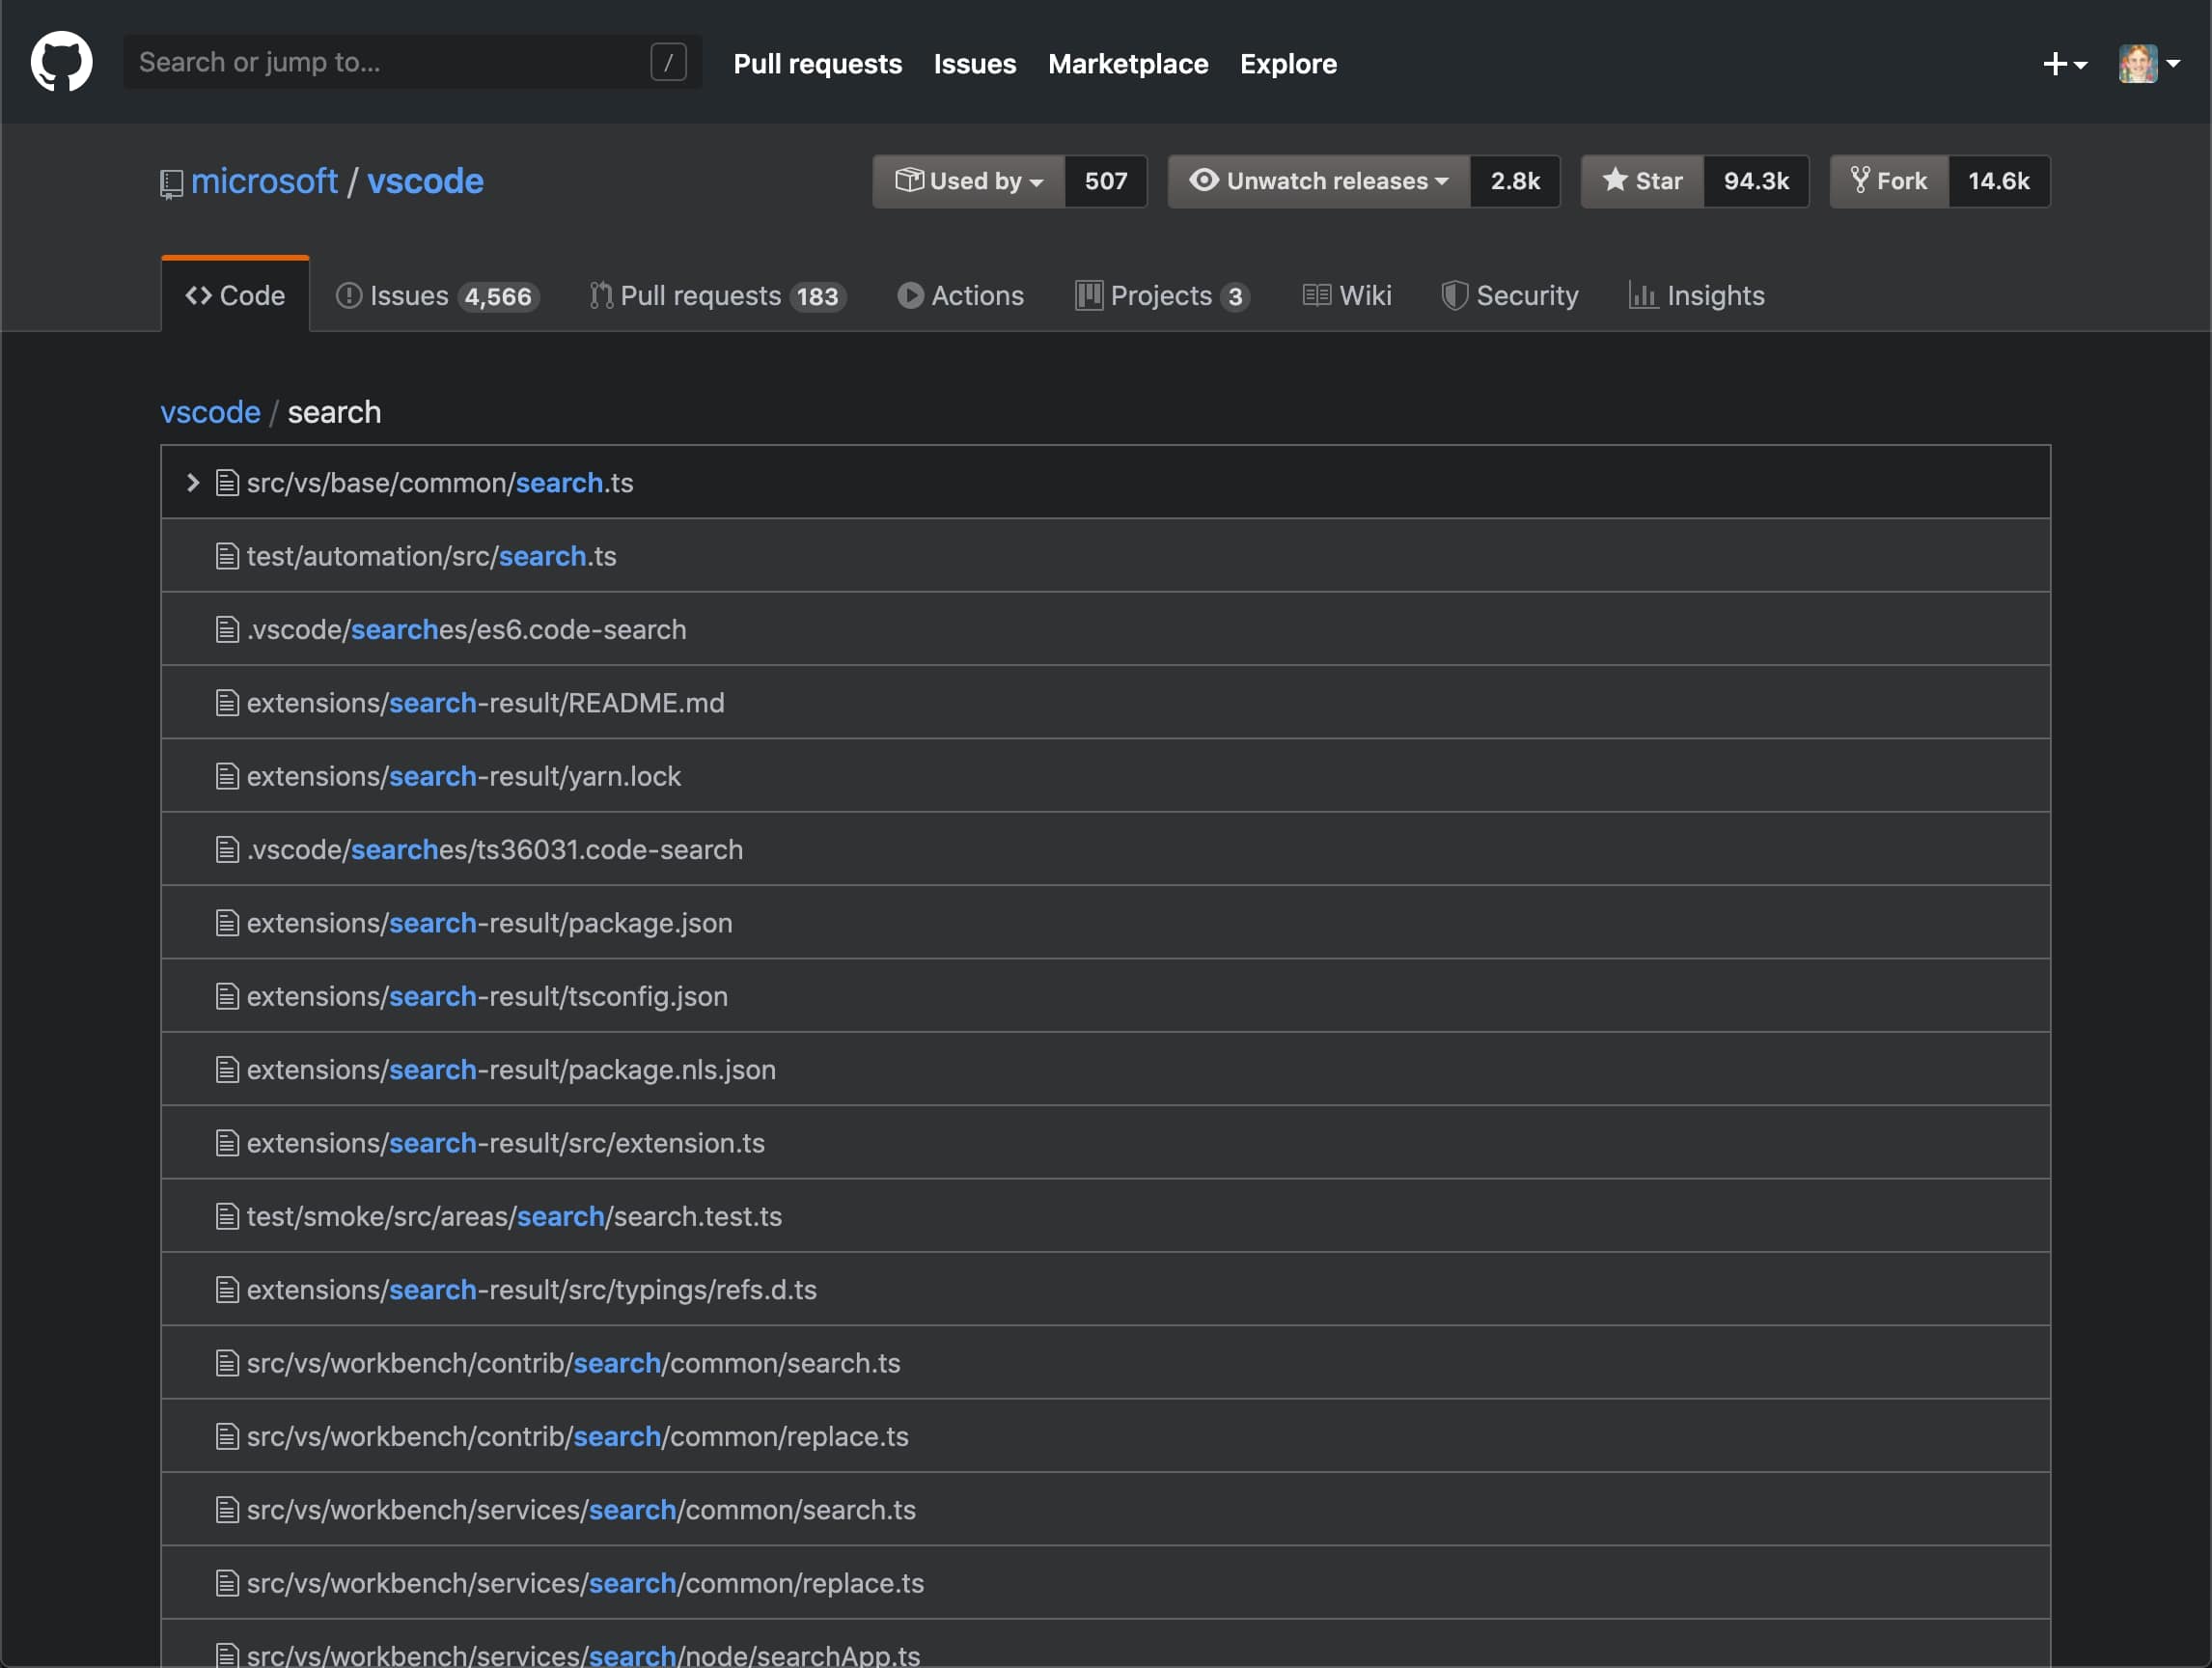 Search or jump to... / Pull requests Issues Marketplace Explore
microsoft / vscode Used by 507 Unwatch releases 2.8k Star 94.3k Fork 14.6k
Code Issues 4,566 Pull requests 183 Actions Projects 3 Wiki Security Insights
vscode / search
src/vs/base/common/search.ts
test/automation/src/search.ts
.vscode/searches/es6.code-search
extensions/search-result/README.md
extensions/search-result/yarn.lock
.vscode/searches/ts36031.code-search
extensions/search-result/package.json
extensions/search-result/tsconfig.json
extensions/search-result/package.nls.json
extensions/search-result/src/extension.ts
test/smoke/src/areas/search/search.test.ts
extensions/search-result/src/typings/refs.d.ts
src/vs/workbench/contrib/search/common/search.ts
src/vs/workbench/contrib/search/common/replace.ts
src/vs/workbench/services/search/common/search.ts
src/vs/workbench/services/search/common/replace.ts
src/vs/workbench/services/search/node/searchApp.ts